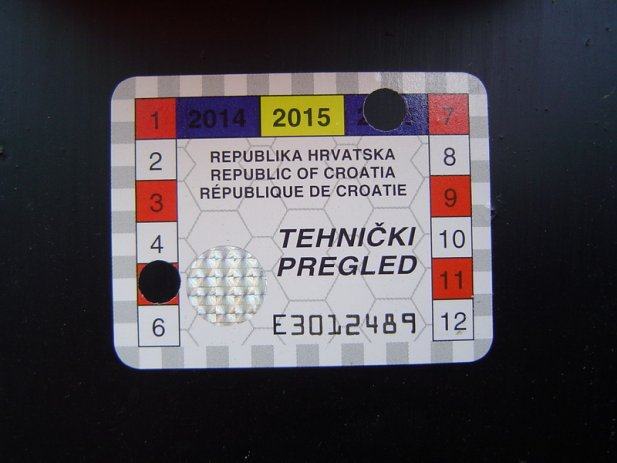 1 2014 2015 7
2 REPUBLIKA HRVATSKA 8
REPUBLIC OF CROATIA
3 RÉPUBLIQUE DE CROATIE 9
4 TEHNIČKI 10
PREGLED 11
6 E3012489 12